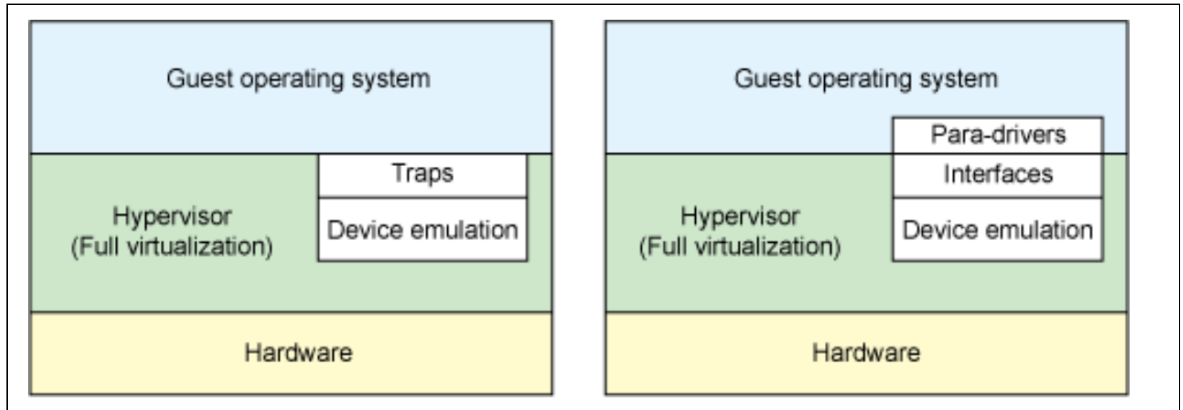 Guest operating system
Traps
Hypervisor
(Full virtualization)
Device emulation
Hardware
Guest operating system
Para-drivers
Interfaces
Hypervisor
(Full virtualization)
Device emulation
Hardware